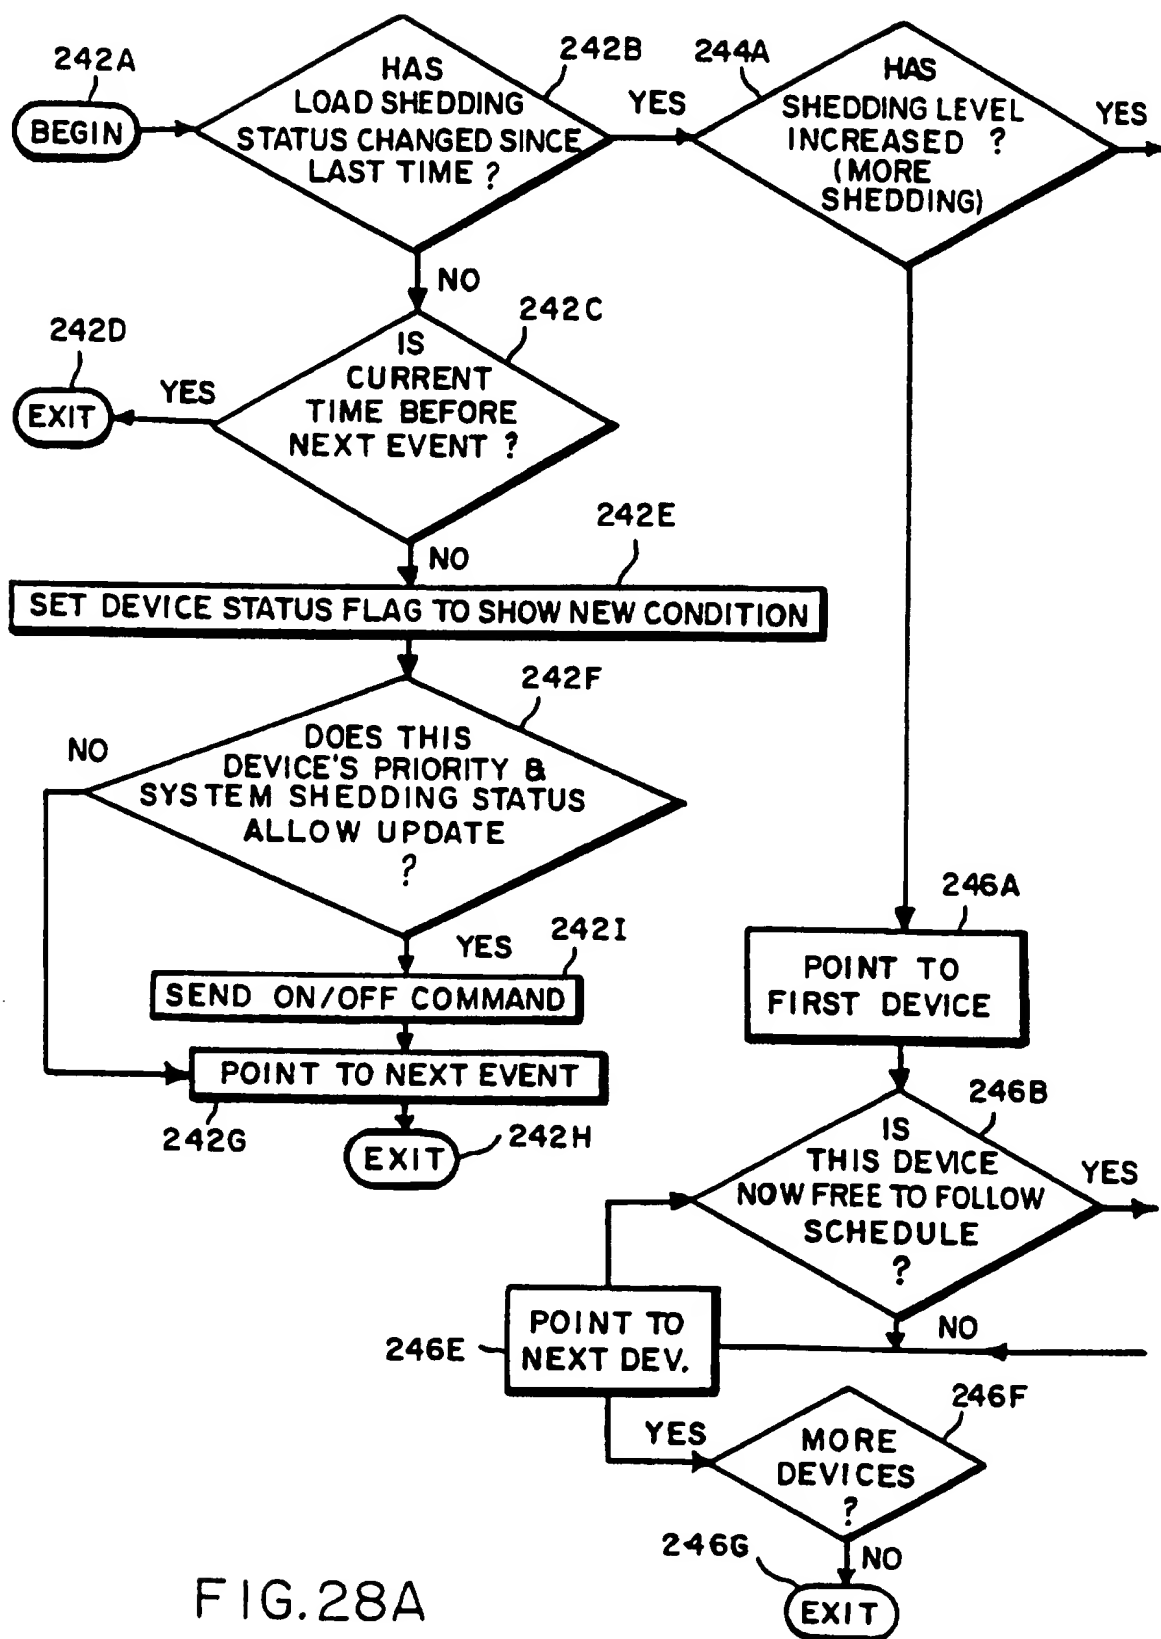 242A
BEGIN
242B
HAS
LOAD SHEDDING
STATUS CHANGED SINCE
LAST TIME ?
YES
244A
HAS
SHEDDING LEVEL
INCREASED ?
(MORE
SHEDDING)
YES
NO
242C
IS
CURRENT
TIME BEFORE
NEXT EVENT ?
YES
242D
EXIT
NO
242E
SET DEVICE STATUS FLAG TO SHOW NEW CONDITION
242F
DOES THIS
DEVICE'S PRIORITY &
SYSTEM SHEDDING STATUS
ALLOW UPDATE
?
NO
YES
242I
SEND ON/OFF COMMAND
POINT TO NEXT EVENT
242G
EXIT
242H
246A
POINT TO
FIRST DEVICE
246B
IS
THIS DEVICE
NOW FREE TO FOLLOW
SCHEDULE
?
YES
NO
246E
POINT TO
NEXT DEV.
YES
246F
MORE
DEVICES
?
NO
246G
EXIT
FIG.28A